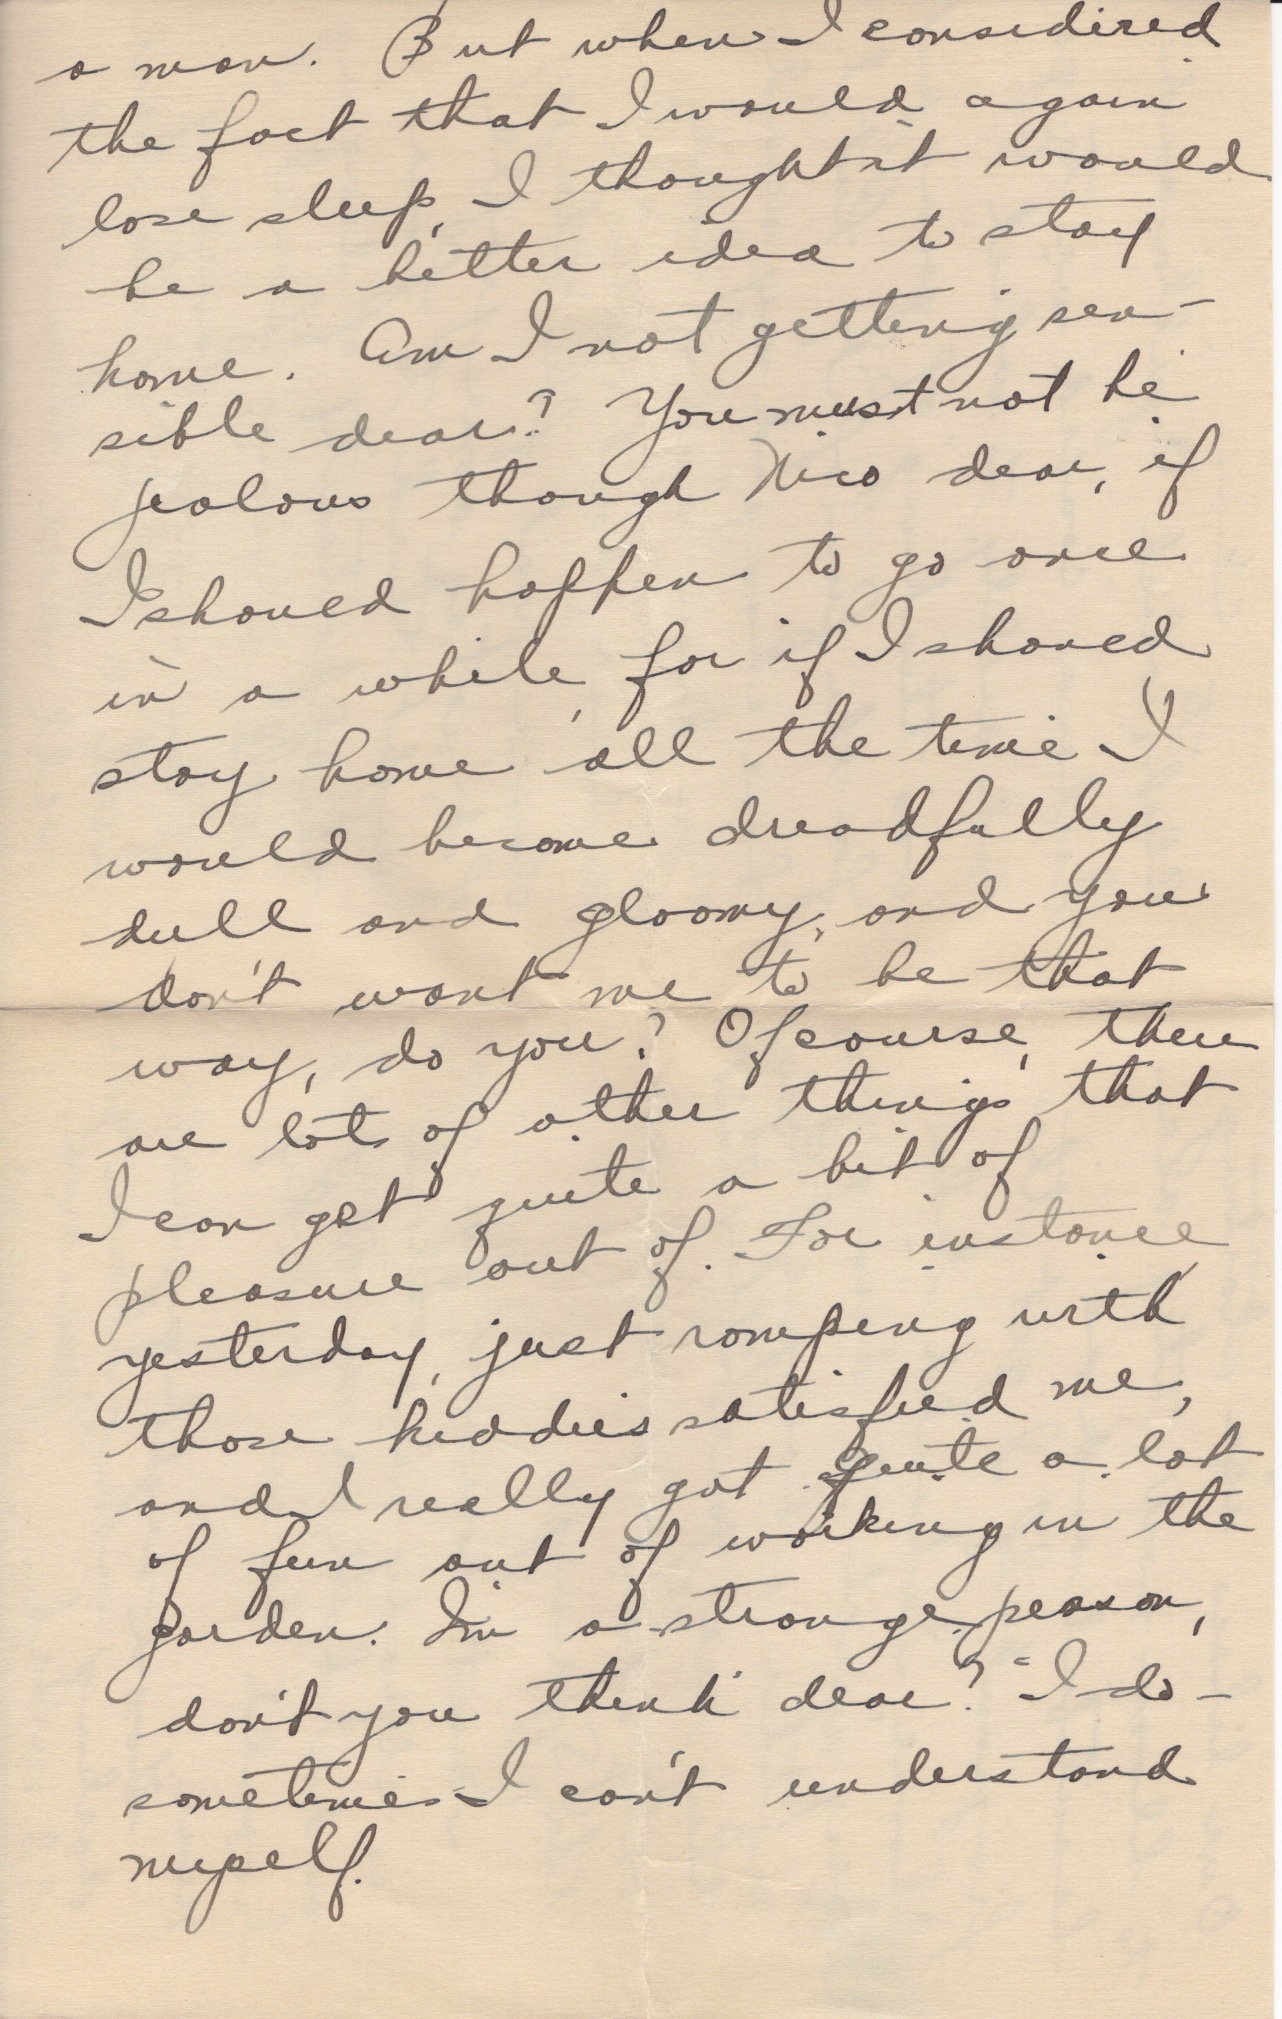 a man. But when I considered
the fact that I would again
lose sleep, I thought it would
be a better idea to stay
home. Am I not getting sen-
sible dear? You must not be
jealous though Nico dear, if
I should happen to go once
in a while, for if I should
stay home all the time I
would become dreadfully
dull and gloomy, and you
don't want me to be that
way, do you? Ofcourse, there
are lots of other things that
I can get quite a bit of
pleasure out of. For instance,
yesterday, just romping with
those kiddies satisfied me,
and I really got quite a lot
of fun out of working in the
garden. I'm a strange person,
don't you think dear? - I do -
sometimes I can't understand
myself.